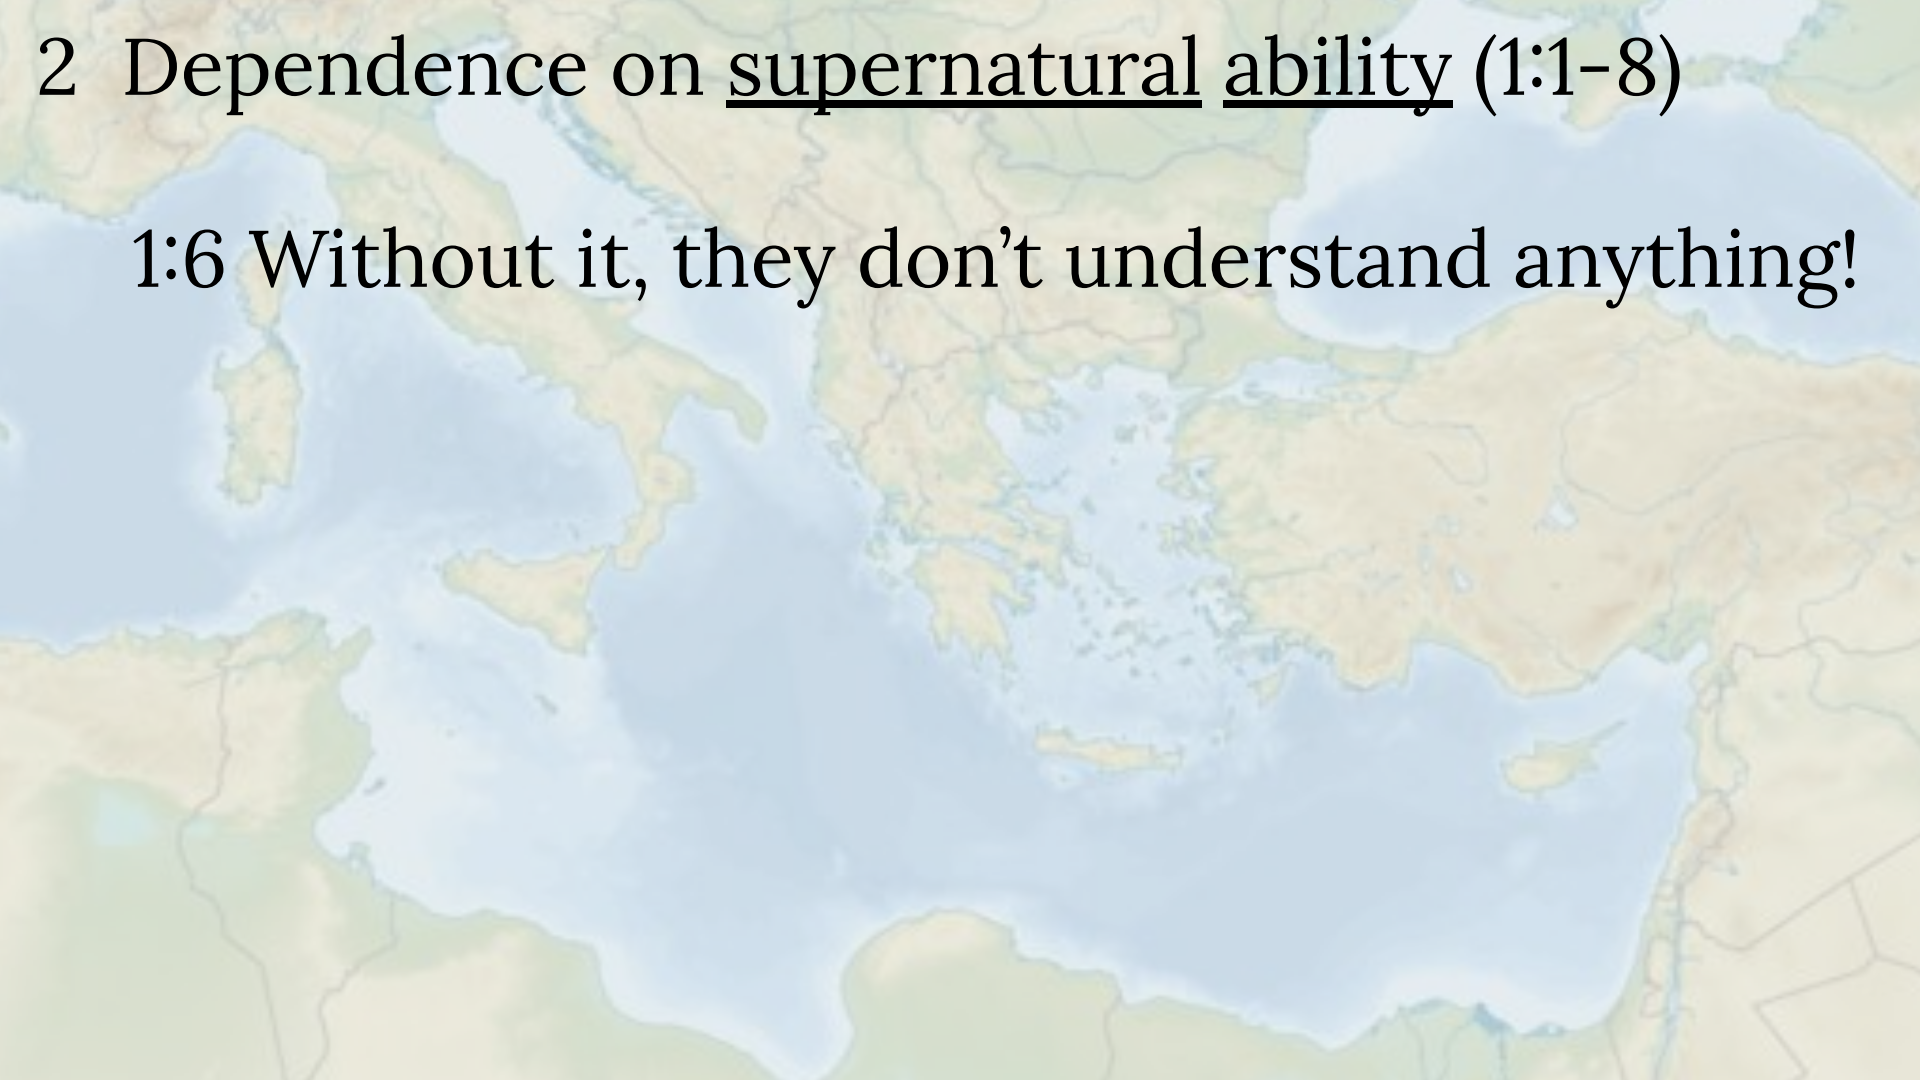 2 Dependence on supernatural ability (1:1-8)
1:6 Without it, they don’t understand anything!